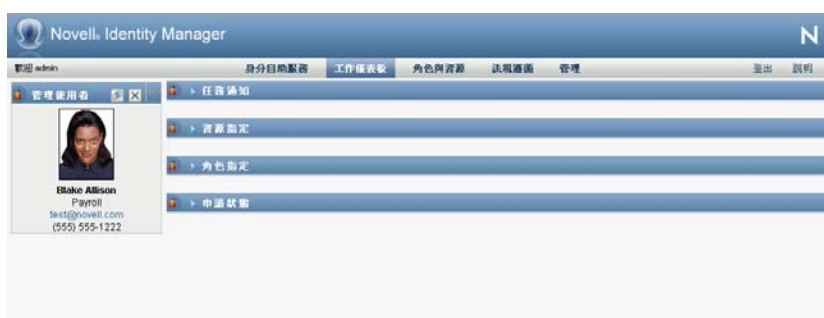 Novell® Identity Manager
N
歡迎 admin
身分自助服務 工作儀表板 角色與資源 法規遵循 管理 登出 說明
管理使用者
任務通知
資源指定
角色指定
申請狀態
Blake Allison
Payroll
test@novell.com
(555) 555-1222